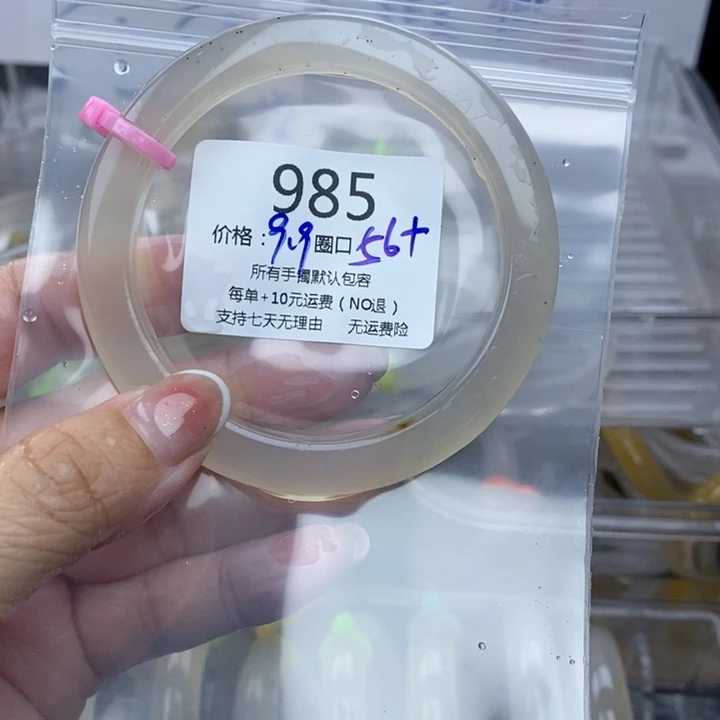 985
价格：9.9圈口56+
所有手镯默认包容
每单+10元运费（NO退）
支持七天无理由 无运费险